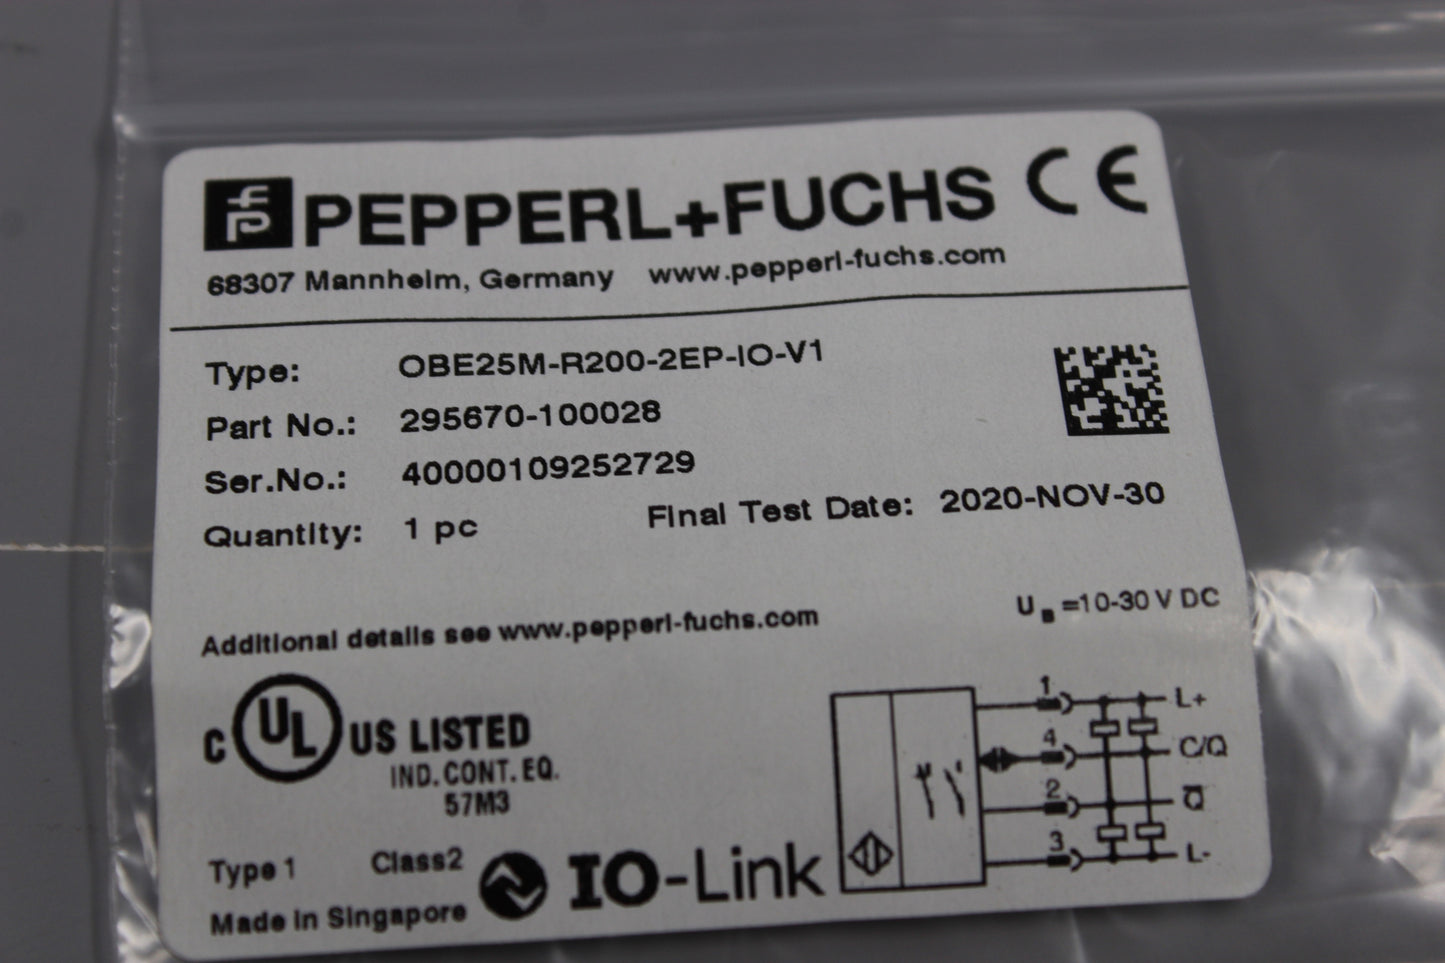 PEPPERL+FUCHS CE
68307 Mannheim, Germany www.pepperl-fuchs.com
Type: OBE25M-R200-2EP-IO-V1
Part No.: 295670-100028
Ser.No.: 40000109252729
Quantity: 1 pc Final Test Date: 2020-NOV-30
Additional details see www.pepperl-fuchs.com
UB =10-30 V DC
C UL US LISTED
IND. CONT. EQ.
57M3
Type 1 Class2
IO-Link
Made in Singapore
1 L+
4 C/Q
2 Q̅
3 L-